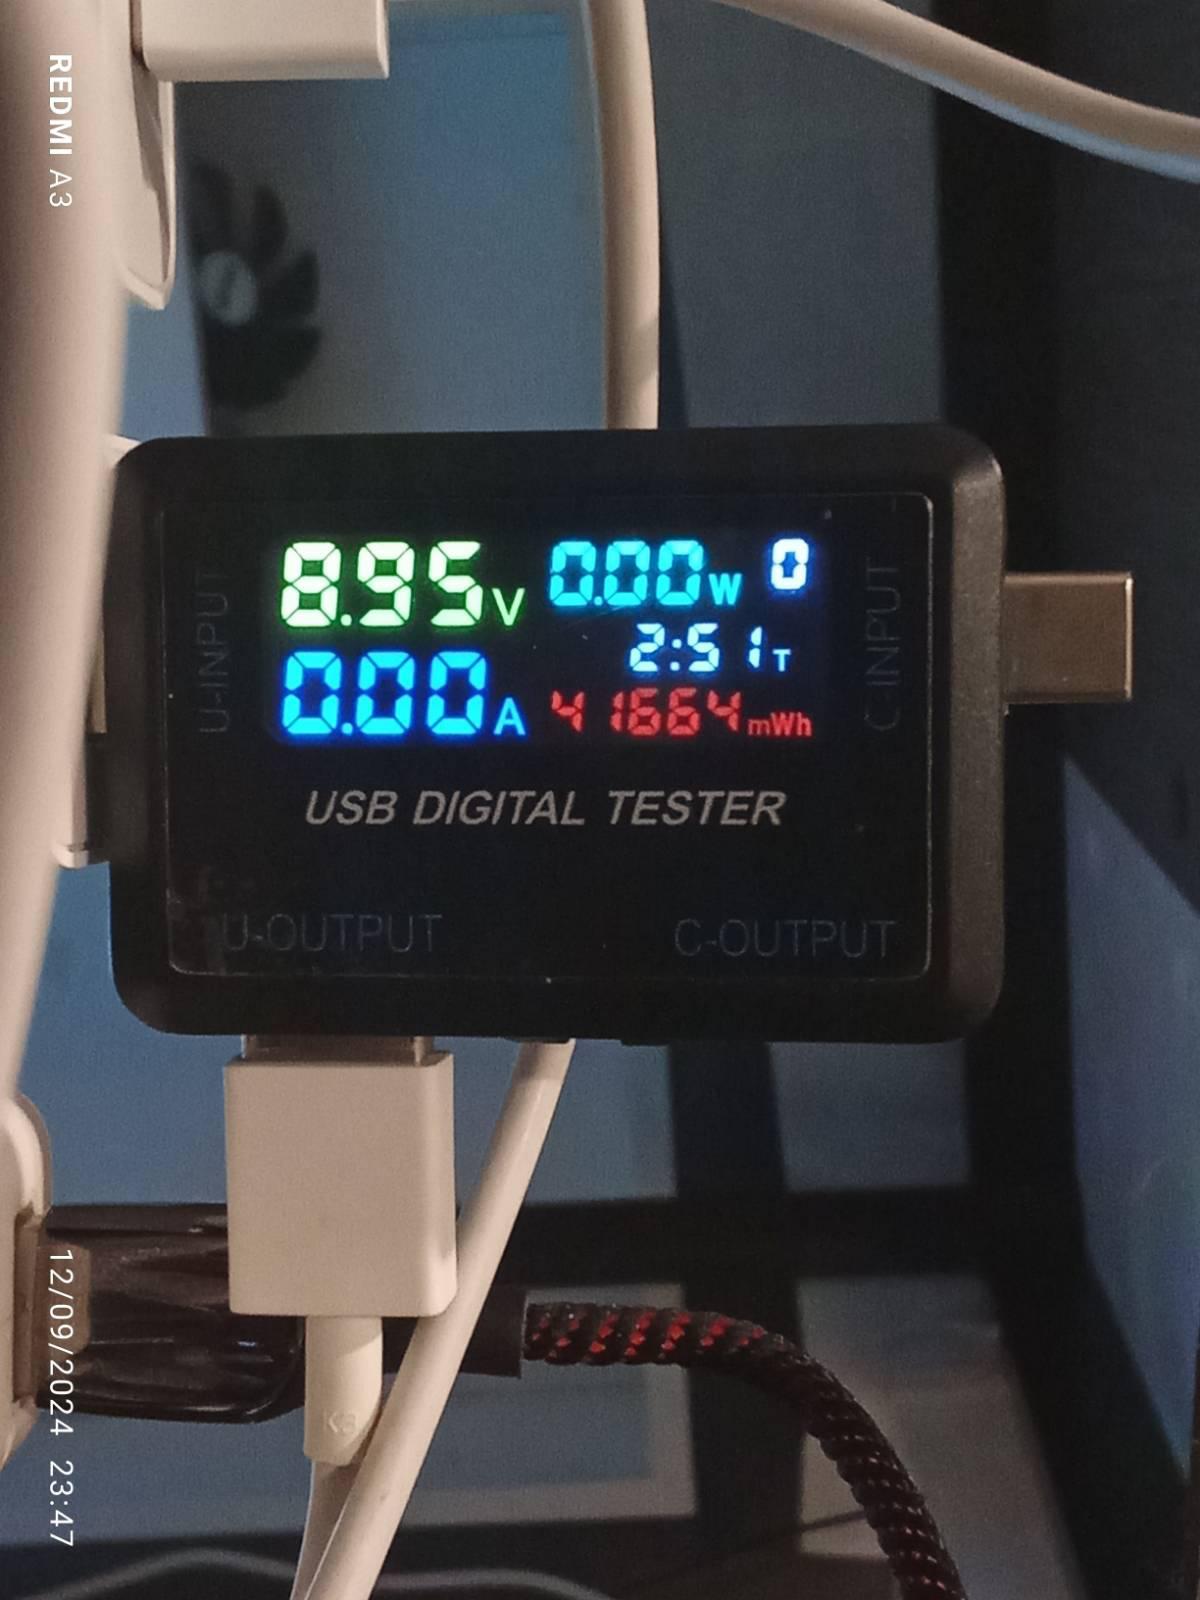 REDMI A3
8.95V
0.00W
0
2:51T
0.00A
41664mWh
U-INPUT
C-INPUT
USB DIGITAL TESTER
U-OUTPUT
C-OUTPUT
12/09/2024 23:47